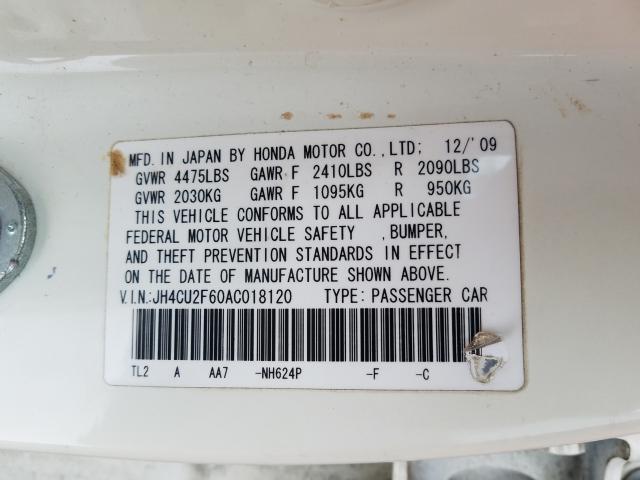 MFD. IN JAPAN BY HONDA MOTOR CO., LTD; 12/'09
GVWR 4475LBS GAWR F 2410LBS R 2090LBS
GVWR 2030KG GAWR F 1095KG R 950KG
THIS VEHICLE CONFORMS TO ALL APPLICABLE
FEDERAL MOTOR VEHICLE SAFETY , BUMPER,
AND THEFT PREVENTION STANDARDS IN EFFECT
ON THE DATE OF MANUFACTURE SHOWN ABOVE.
V.I.N.:JH4CU2F60AC018120 TYPE: PASSENGER CAR
TL2 A AA7 -NH624P -F -C